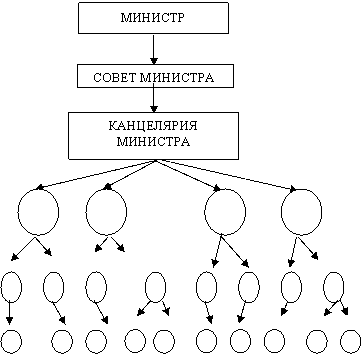 МИНИСТР
СОВЕТ МИНИСТРА
КАНЦЕЛЯРИЯ
МИНИСТРА